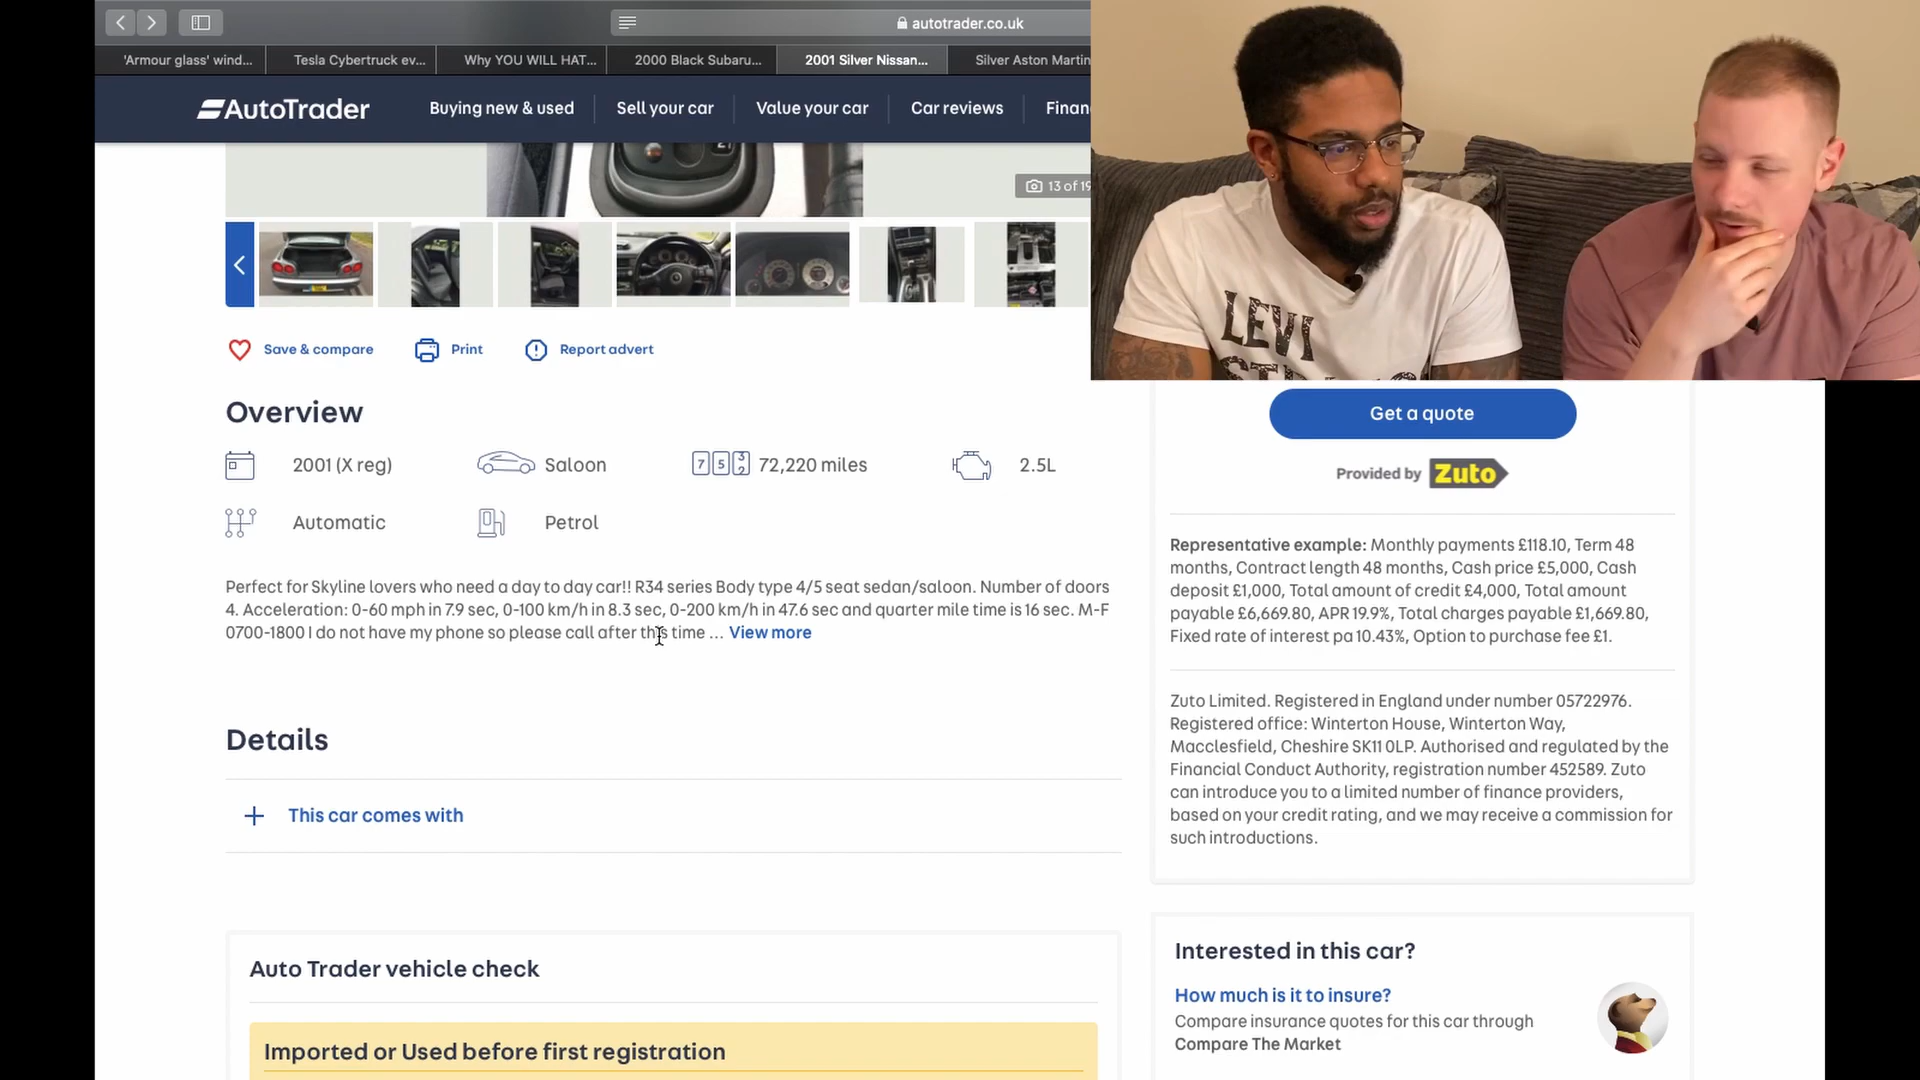 autotrader.co.uk
'Armour glass' wind... Tesla Cybertruck ev... Why YOU WILL HAT... 2000 Black Subaru... 2001 Silver Nissan... Silver Aston Martin
AutoTrader Buying new & used Sell your car Value your car Car reviews Finan
13 of 19
LEVI
Save & compare Print Report advert
Overview
2001 (X reg) Saloon 72,220 miles 2.5L
Automatic Petrol
Perfect for Skyline lovers who need a day to day car!! R34 series Body type 4/5 seat sedan/saloon. Number of doors
4. Acceleration: 0-60 mph in 7.9 sec, 0-100 km/h in 8.3 sec, 0-200 km/h in 47.6 sec and quarter mile time is 16 sec. M-F
0700-1800 I do not have my phone so please call after this time ... View more
Details
+ This car comes with
Auto Trader vehicle check
Imported or Used before first registration
Get a quote
Provided by Zuto
Representative example: Monthly payments £118.10, Term 48
months, Contract length 48 months, Cash price £5,000, Cash
deposit £1,000, Total amount of credit £4,000, Total amount
payable £6,669.80, APR 19.9%, Total charges payable £1,669.80,
Fixed rate of interest pa 10.43%, Option to purchase fee £1.
Zuto Limited. Registered in England under number 05722976.
Registered office: Winterton House, Winterton Way,
Macclesfield, Cheshire SK11 0LP. Authorised and regulated by the
Financial Conduct Authority, registration number 452589. Zuto
can introduce you to a limited number of finance providers,
based on your credit rating, and we may receive a commission for
such introductions.
Interested in this car?
How much is it to insure?
Compare insurance quotes for this car through
Compare The Market